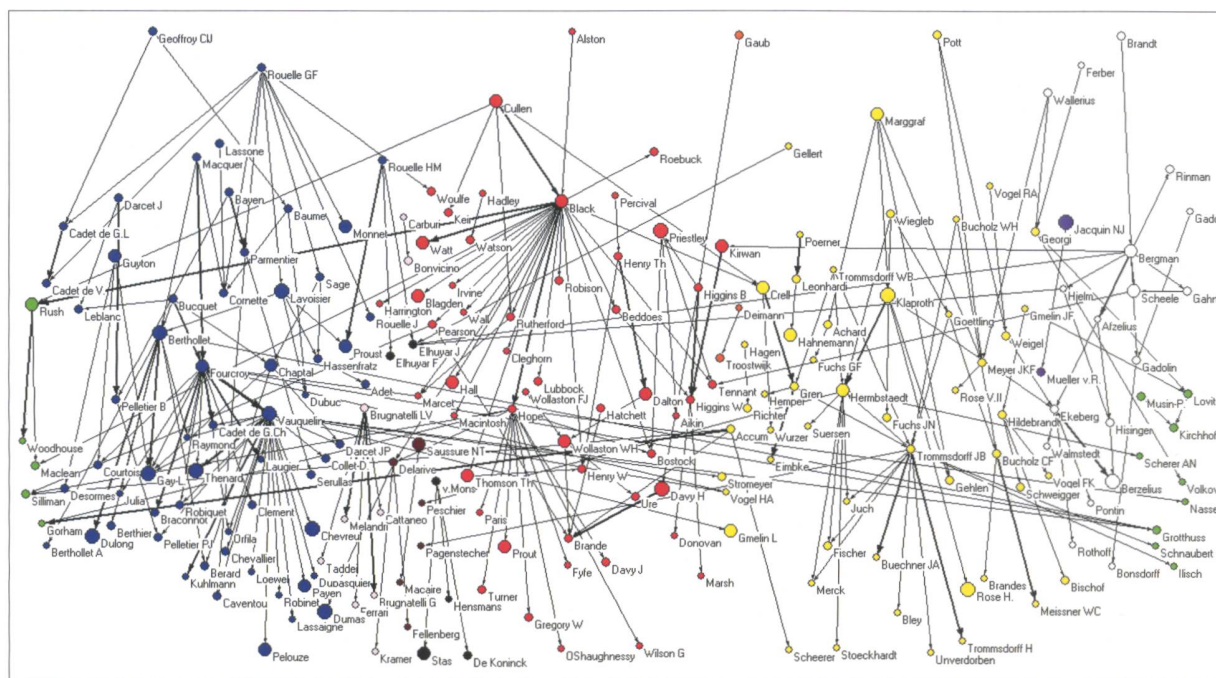 Geoffroy ClJ
Alston
Gaub
Pott
Brandt
Rouelle GF
Ferber
Cullen
Wallerius
Marggraf
Lassone
Macquer
Rouelle HM
Roebuck
Gellert
Rinman
Darcet J
Bayen
Baume
Woulfe
Hadley
Percival
Vogel RA
Carburi
Keir
Black
Wiegleb
Bucholz WH
Jacquin NJ
Cadet de G.L
Monnet
Watt
Watson
Priestley
Kirwan
Poerner
Georgi
Bergman
Guyton
Parmentier
Bonvicino
Henry Th
Trommsdorff WB
Cadet de V.
Sage
Irvine
Robison
Crell
Leonhardi
Hjelm
Scheele
Gahn
Rush
Bucquet
Cornette
Lavoisier
Blagden
Higgins B
Klaproth
Leblanc
Harrington
Wall
Rutherford
Beddoes
Deimann
Achard
Goettling
Gmelin JF
Afzelius
Berthollet
Rouelle J
Pearson
Hahnemann
Weigel
Proust
Elhuyar J
Elhuyar F
Cleghorn
Hagen
Fuchs GF
Fourcroy
Chaptal
Hassenfratz
Troostwijk
Meyer JKF
Mueller v.R.
Gadolin
Adet
Hall
Lubbock
Wollaston FJ
Tennant
Gren
Hemper
Rose V.II
Pelletier B
Dubuc
Marcet
Dalton
Higgins W
Hermbstaedt
Lovit
Vauquelin
Brugnatelli LV
Macintosh
Hope
Hatchett
Aikin
Richter
Fuchs JN
Hildebrandt
Ekeberg
Hisinger
Musin-P.
Kirchhof
Woodhouse
Raymond
Cadet de G.Ch
Darcet JP
Saussure NT
Wollaston WH
Accum
Wurzer
Suersen
Trommsdorff JB
Walmstedt
Maclean
Courtois
Laugier
Collet-D.
Delarive
Bostock
Eimbke
Bucholz CF
Scherer AN
Gay-L
Thenard
Serullas
Thomson Th
Henry W
Stromeyer
Gehlen
Vogel FK
Berzelius
Volkov
Silliman
Desormes
Julia
v.Mons
Davy H
Vogel HA
Schweigger
Nasse
Robiquet
Clement
Cattaneo
Peschier
Ure
Juch
Pontin
Gorham
Berthier
Braconnot
Melandri
Paris
Grotthuss
Berthollet A
Dulong
Pelletier PJ
Orfila
Chevreul
Pagenstecher
Prout
Brande
Donovan
Gmelin L
Fischer
Buechner JA
Rothoff
Schnaubert
Chevallier
Taddei
Fyfe
Davy J
Bonsdorff
Ilisch
Kuhlmann
Berard
Loewel
Dupasquier
Macaire
Turner
Marsh
Merck
Brandes
Bischof
Caventou
Robinet
Payen
Brugnatelli G
Hensmans
Rose H.
Meissner WC
Lassaigne
Dumas
Ferrari
Fellenberg
Gregory W
Bley
Pelouze
Kramer
Stas
De Koninck
OShaughnessy
Wilson G
Scheerer
Stoeckhardt
Unverdorben
Trommsdorff H